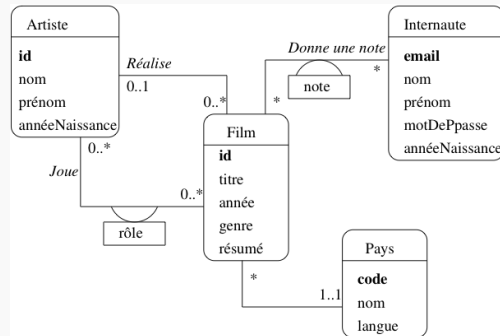 Artiste
id
nom
prénom
annéeNaissance
Réalise
0..1
0..*
Donne une note
*
*
note
Internaute
email
nom
prénom
motDePpasse
annéeNaissance
0..*
Joue
0..*
rôle
Film
id
titre
année
genre
résumé
*
1..1
Pays
code
nom
langue